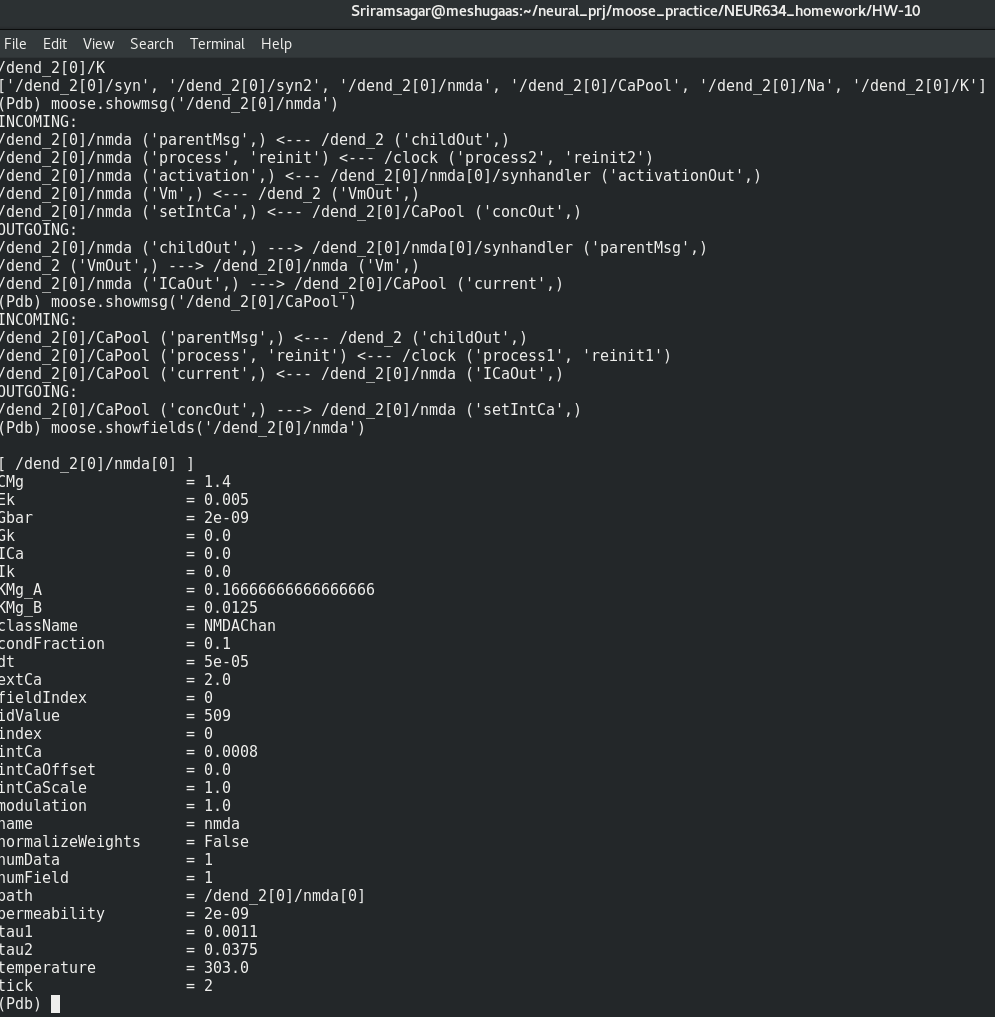 Sriramsagar@meshugaas:~/neural_prj/moose_practice/NEUR634_homework/HW-10
File Edit View Search Terminal Help
/dend_2[0]/K
['/dend_2[0]/syn', '/dend_2[0]/syn2', '/dend_2[0]/nmda', '/dend_2[0]/CaPool', '/dend_2[0]/Na', '/dend_2[0]/K']
(Pdb) moose.showmsg('/dend_2[0]/nmda')
INCOMING:
/dend_2[0]/nmda ('parentMsg',) <--- /dend_2 ('childOut',)
/dend_2[0]/nmda ('process', 'reinit') <--- /clock ('process2', 'reinit2')
/dend_2[0]/nmda ('activation',) <--- /dend_2[0]/nmda[0]/synhandler ('activationOut',)
/dend_2[0]/nmda ('Vm',) <--- /dend_2 ('VmOut',)
/dend_2[0]/nmda ('setIntCa',) <--- /dend_2[0]/CaPool ('concOut',)
OUTGOING:
/dend_2[0]/nmda ('childOut',) ---> /dend_2[0]/nmda[0]/synhandler ('parentMsg',)
/dend_2 ('VmOut',) ---> /dend_2[0]/nmda ('Vm',)
/dend_2[0]/nmda ('ICaOut',) ---> /dend_2[0]/CaPool ('current',)
(Pdb) moose.showmsg('/dend_2[0]/CaPool')
INCOMING:
/dend_2[0]/CaPool ('parentMsg',) <--- /dend_2 ('childOut',)
/dend_2[0]/CaPool ('process', 'reinit') <--- /clock ('process1', 'reinit1')
/dend_2[0]/CaPool ('current',) <--- /dend_2[0]/nmda ('ICaOut',)
OUTGOING:
/dend_2[0]/CaPool ('concOut',) ---> /dend_2[0]/nmda ('setIntCa',)
(Pdb) moose.showfields('/dend_2[0]/nmda')
[ /dend_2[0]/nmda[0] ]
CMg = 1.4
Ek = 0.005
Gbar = 2e-09
Gk = 0.0
ICa = 0.0
Ik = 0.0
KMg_A = 0.16666666666666666
KMg_B = 0.0125
className = NMDAChan
condFraction = 0.1
dt = 5e-05
extCa = 2.0
fieldIndex = 0
idValue = 509
index = 0
intCa = 0.0008
intCaOffset = 0.0
intCaScale = 1.0
modulation = 1.0
name = nmda
normalizeWeights = False
numData = 1
numField = 1
path = /dend_2[0]/nmda[0]
permeability = 2e-09
tau1 = 0.0011
tau2 = 0.0375
temperature = 303.0
tick = 2
(Pdb)